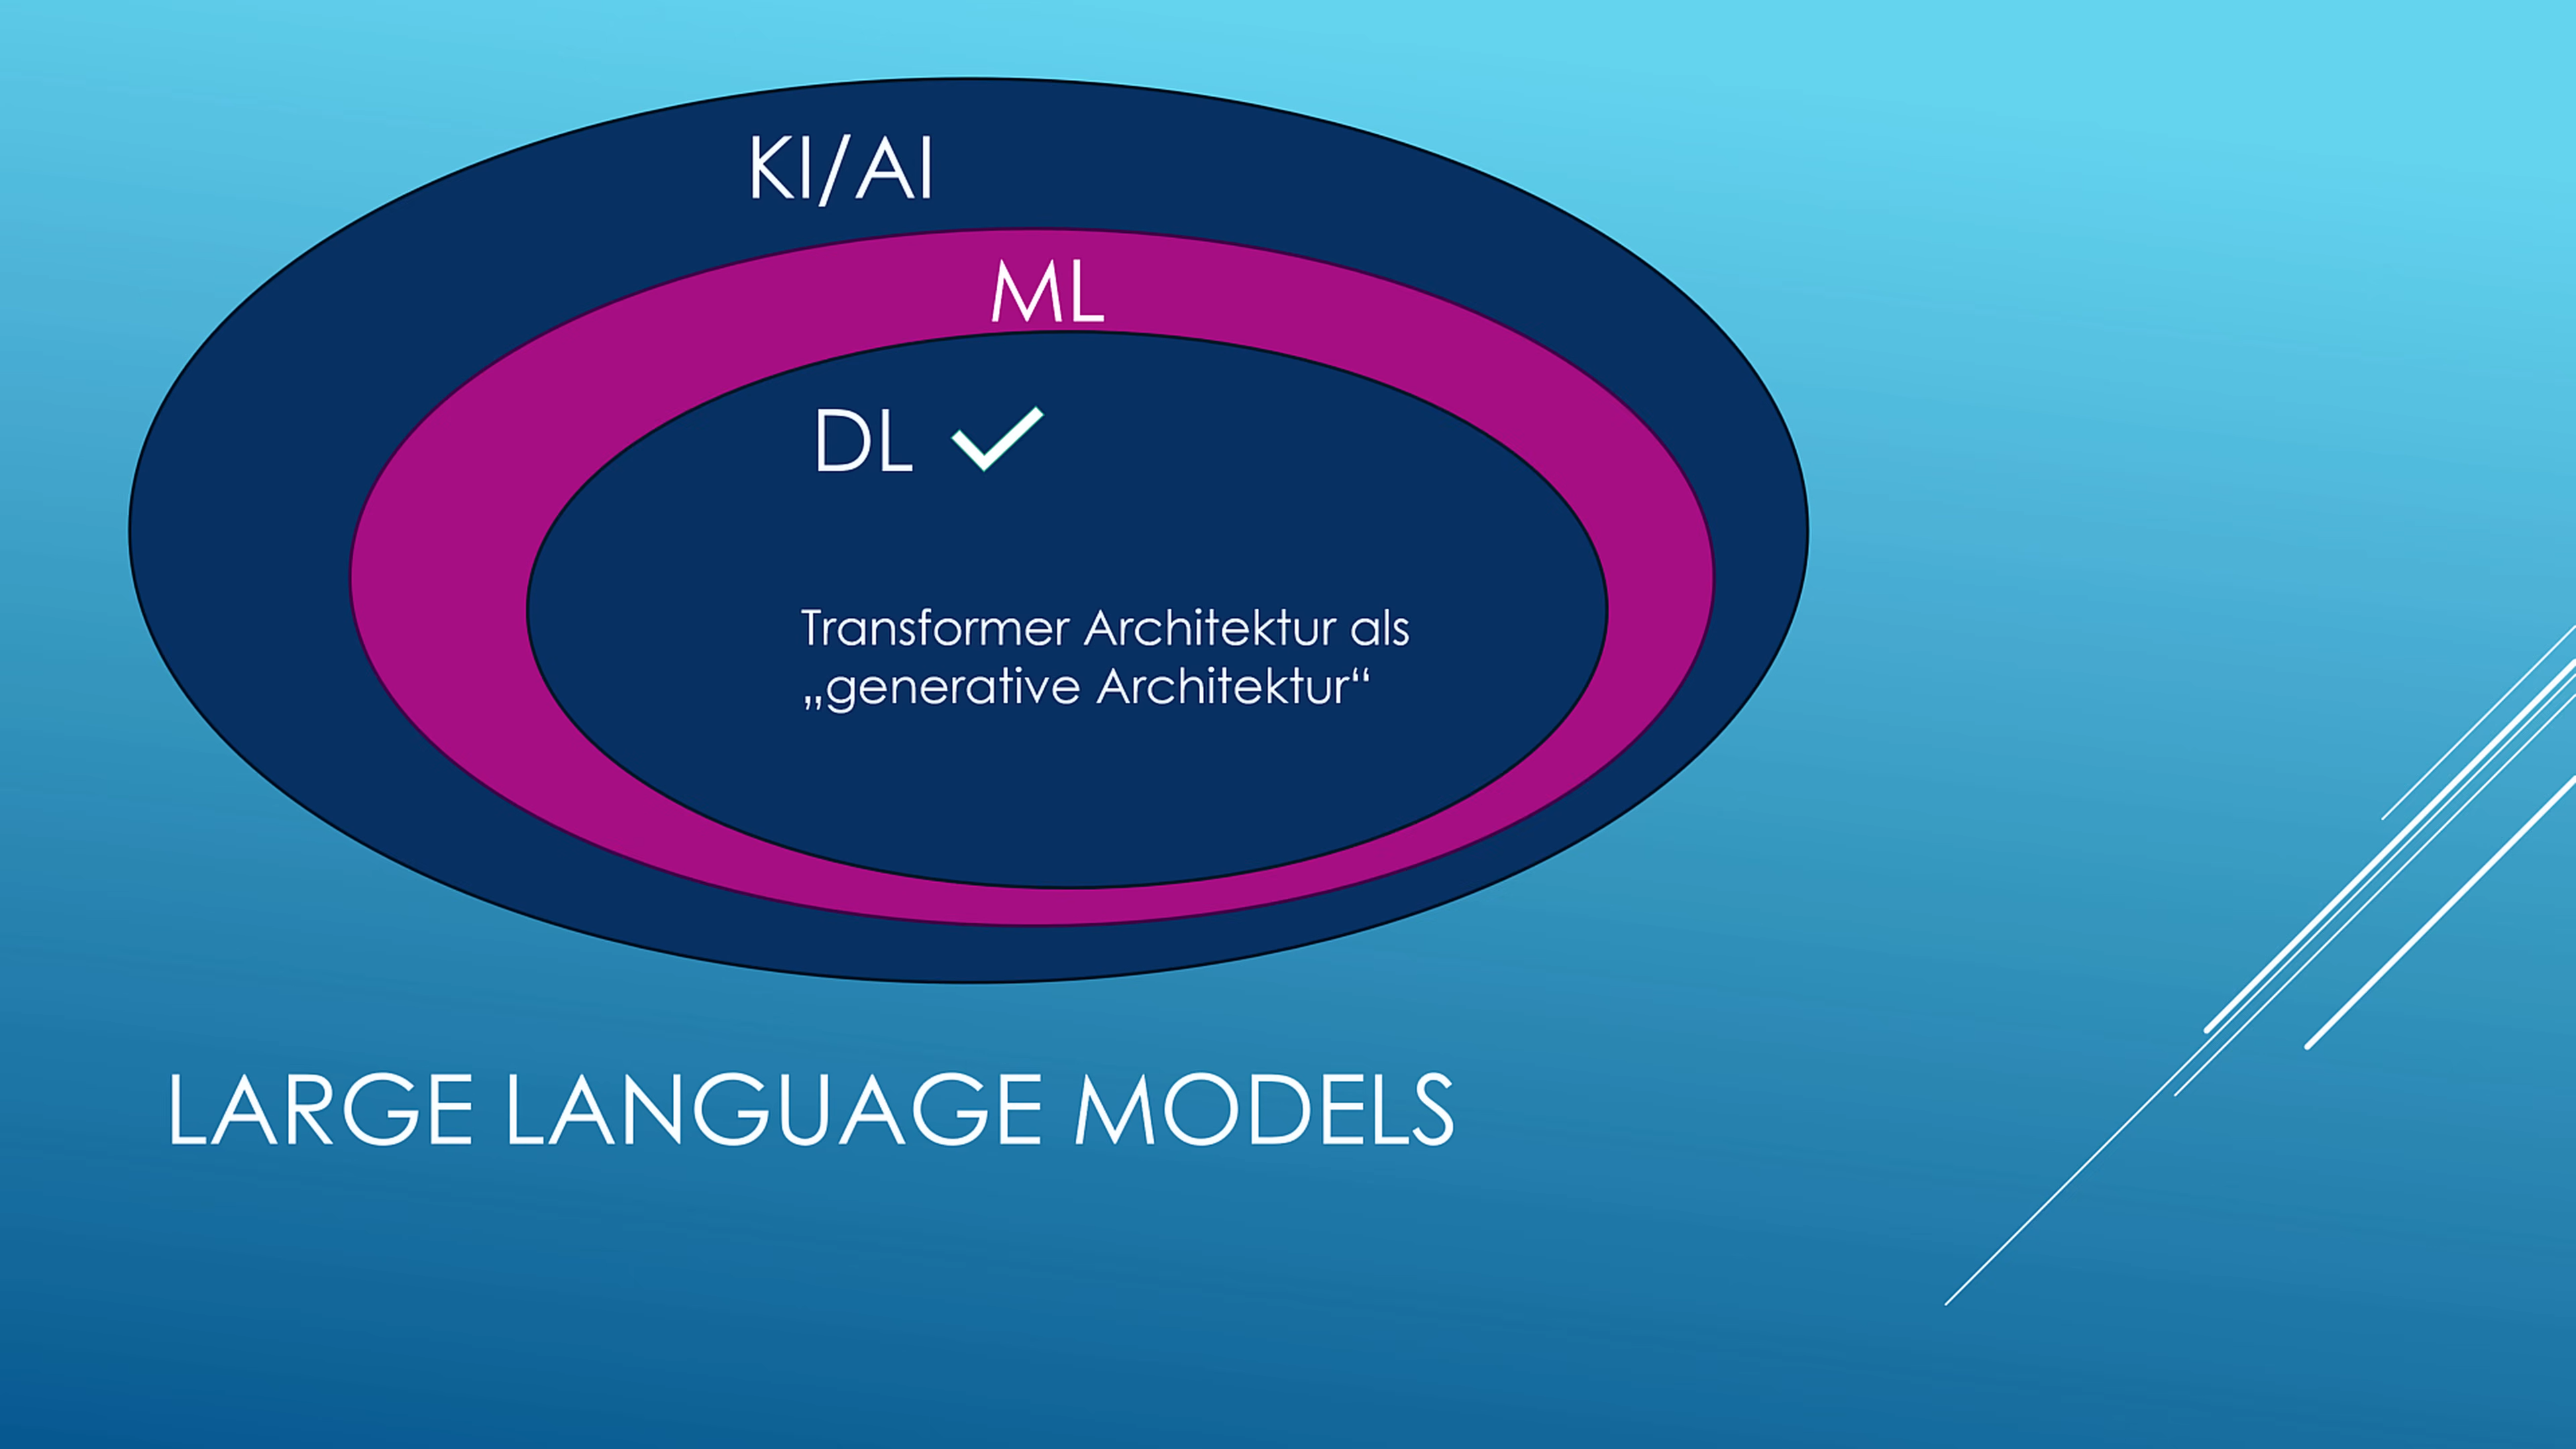 KI/AI
ML
DL
Transformer Architektur als
„generative Architektur“
LARGE LANGUAGE MODELS